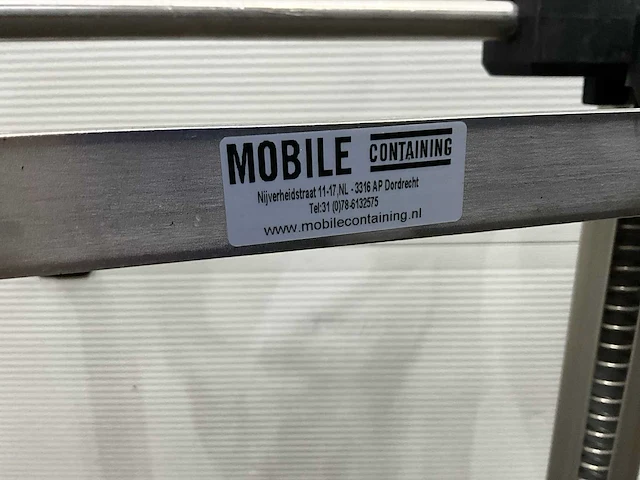 MOBILE CONTAINING
Nijverheidstraat 11-17,NL - 3316 AP Dordrecht
Tel:31 (0)78-6132575
www.mobilecontaining.nl